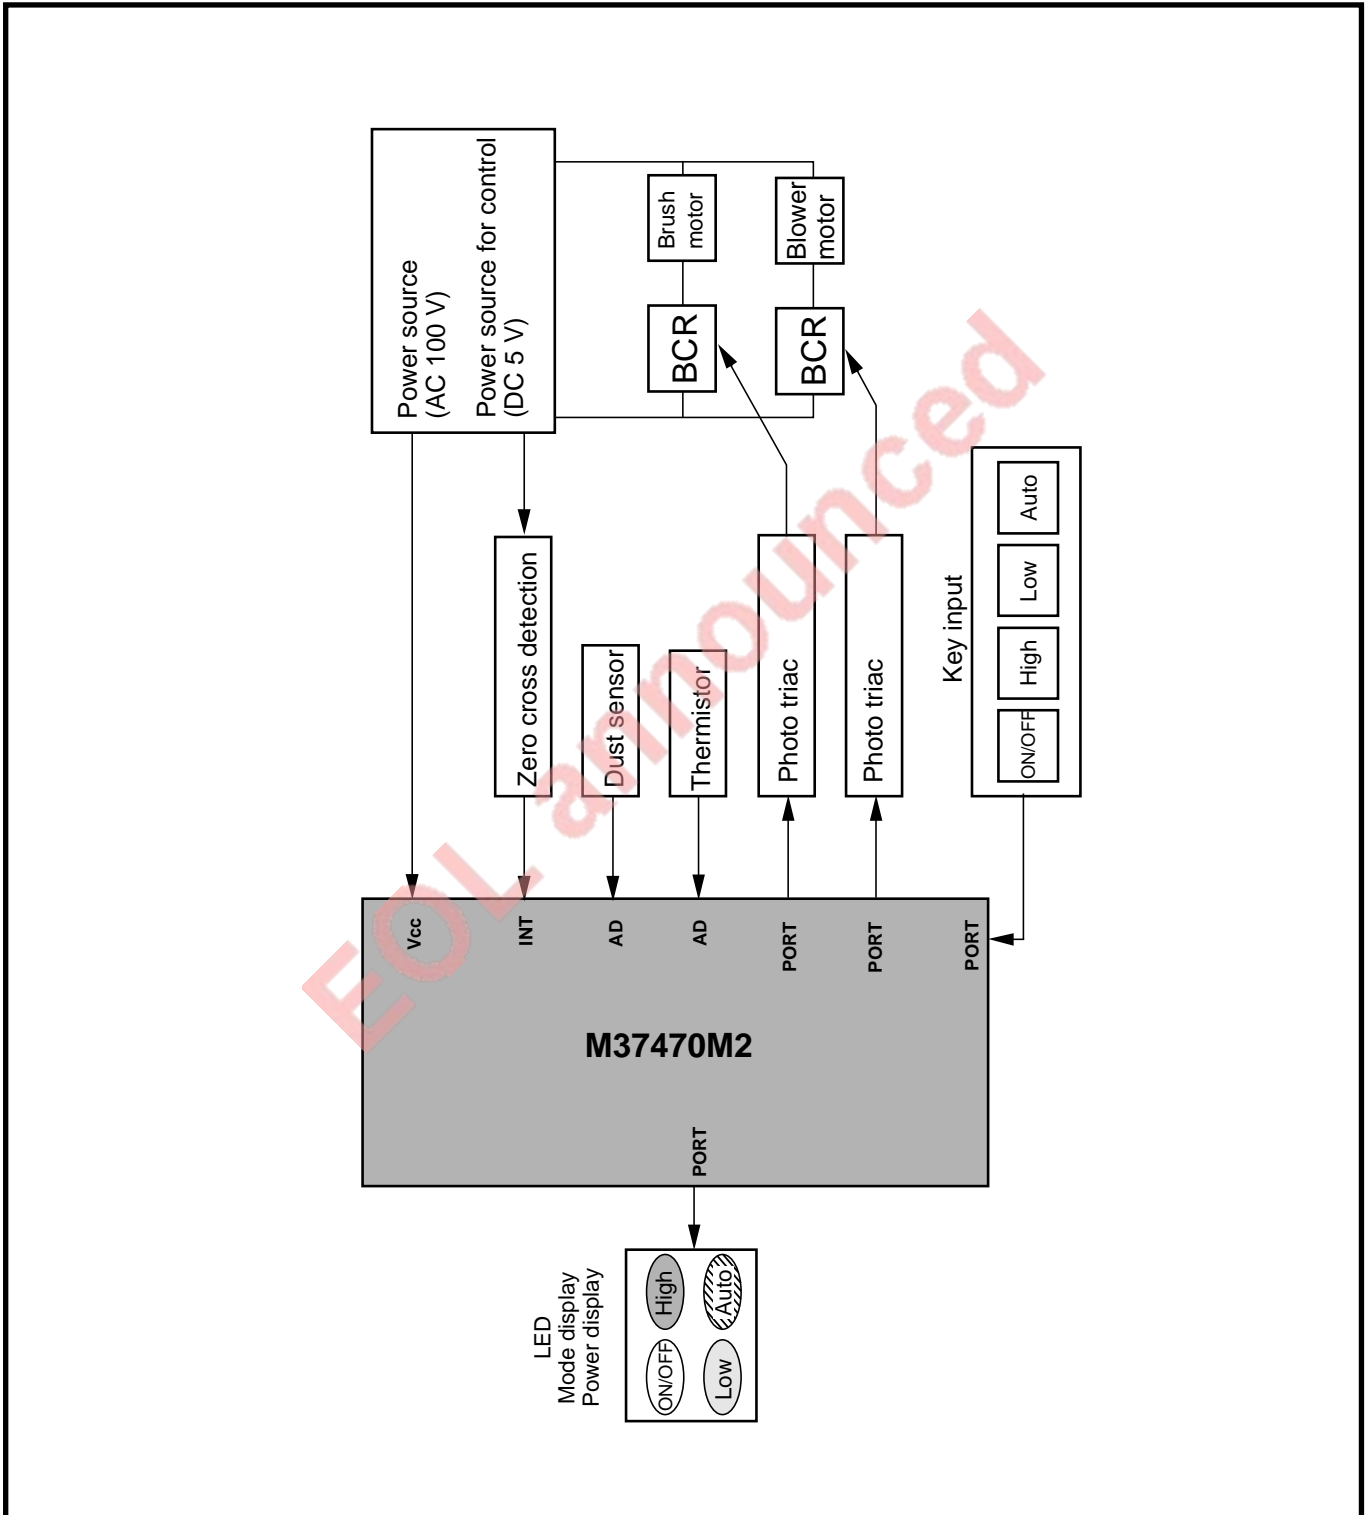 Power source
(AC 100 V)
Power source for control
(DC 5 V)
Brush
motor
Blower
motor
BCR
BCR
Zero cross detection
Dust sensor
Thermistor
Photo triac
Photo triac
Key input
ON/OFF
High
Low
Auto
Vcc
INT
AD
AD
PORT
PORT
PORT
M37470M2
PORT
LED
Mode display
Power display
ON/OFF
High
Low
Auto
EOL announced